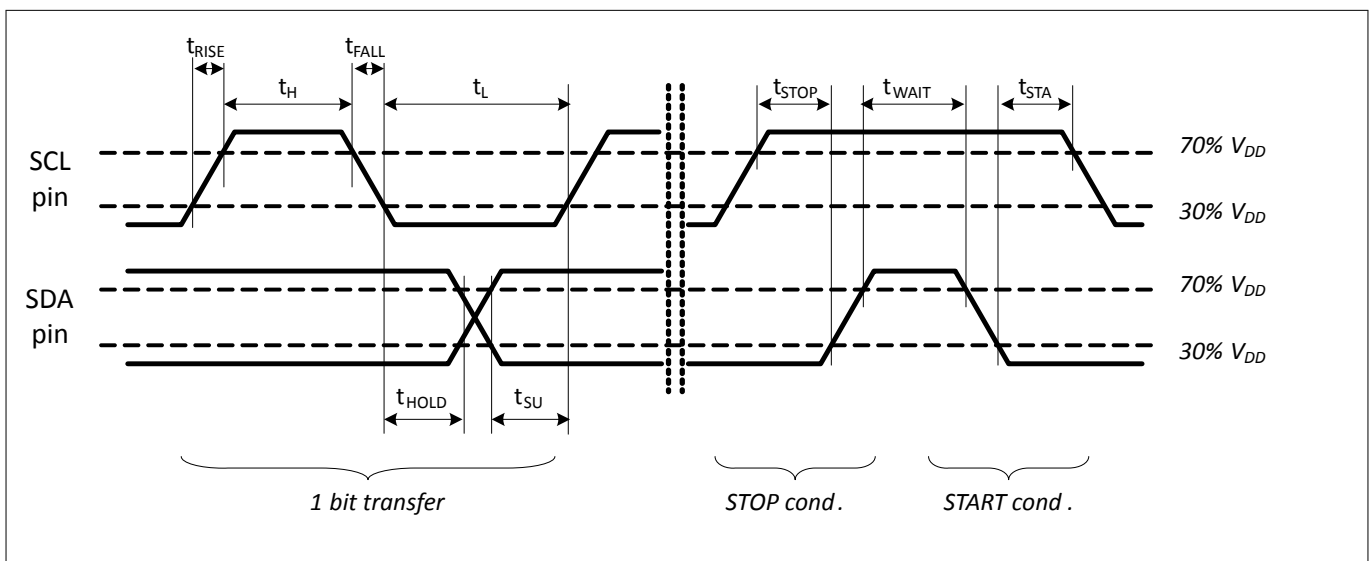 tRISE tFALL
tH tL tSTOP tWAIT tSTA
SCL
pin
70% VDD
30% VDD
SDA
pin
70% VDD
30% VDD
tHOLD tSU
1 bit transfer STOP cond . START cond .